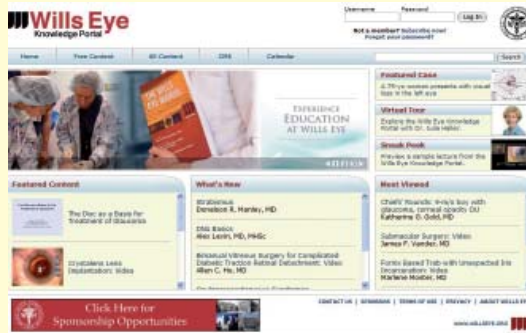 Wills Eye
Knowledge Portal
Username
Password
Log In
Not a member? Subscribe now!
Forgot your password?
Home
Free Content
All Content
CME
Calendar
Search
THE WILLS EYE MANUAL
EXPERIENCE
EDUCATION
AT WILLS EYE
Featured Case
A 79-yo woman presents with visual
loss in the left eye
Virtual Tour
Explore the Wills Eye Knowledge
Portal with Dr. Julia Haller.
Sneak Peek
Preview a sample lecture from the
Wills Eye Knowledge Portal.
Featured Content
The Disc as a Basis for
Treatment of Glaucoma
Crystalens Lens
Implantation: Video
What's New
Strabismus
Donelson R. Manley, MD
DNA Basics
Alex Levin, MD, MHSc
Bimanual Vitreous Surgery for Complicated
Diabetic Traction Retinal Detachment: Video
Allen C. Ho, MD
Most Viewed
Chiefs' Rounds: 9-m/o boy with
glaucoma, corneal opacity OU
Katherine G. Gold, MD
Submacular Surgery: Video
James F. Vander, MD
Fornix Based Trab with Unexpected Iris
Incarceration: Video
Marlene Moster, MD
Click Here for
Sponsorship Opportunities
CONTACT US | SPONSORS | TERMS OF USE | PRIVACY | ABOUT WILLS EYE
www.WILLSEYE.ORG